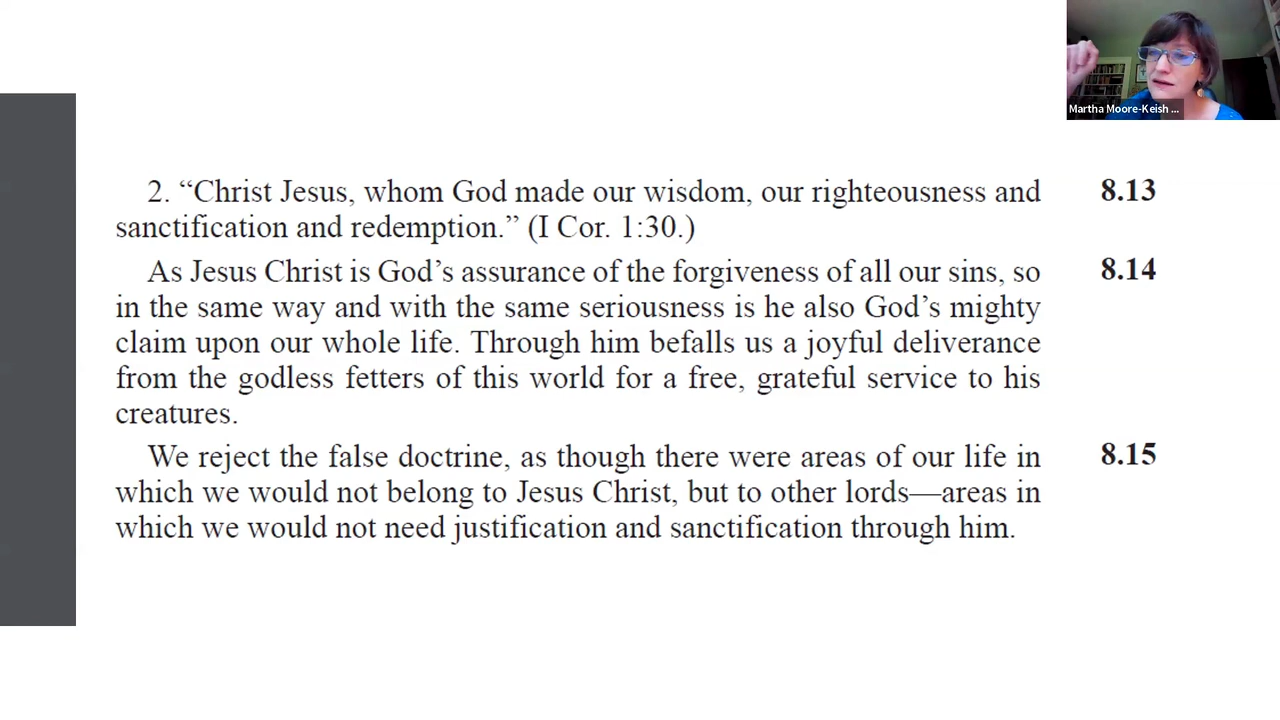 Martha Moore-Keish ...
2. “Christ Jesus, whom God made our wisdom, our righteousness and 8.13
sanctification and redemption.” (I Cor. 1:30.)
As Jesus Christ is God’s assurance of the forgiveness of all our sins, so 8.14
in the same way and with the same seriousness is he also God’s mighty
claim upon our whole life. Through him befalls us a joyful deliverance
from the godless fetters of this world for a free, grateful service to his
creatures.
We reject the false doctrine, as though there were areas of our life in 8.15
which we would not belong to Jesus Christ, but to other lords—areas in
which we would not need justification and sanctification through him.